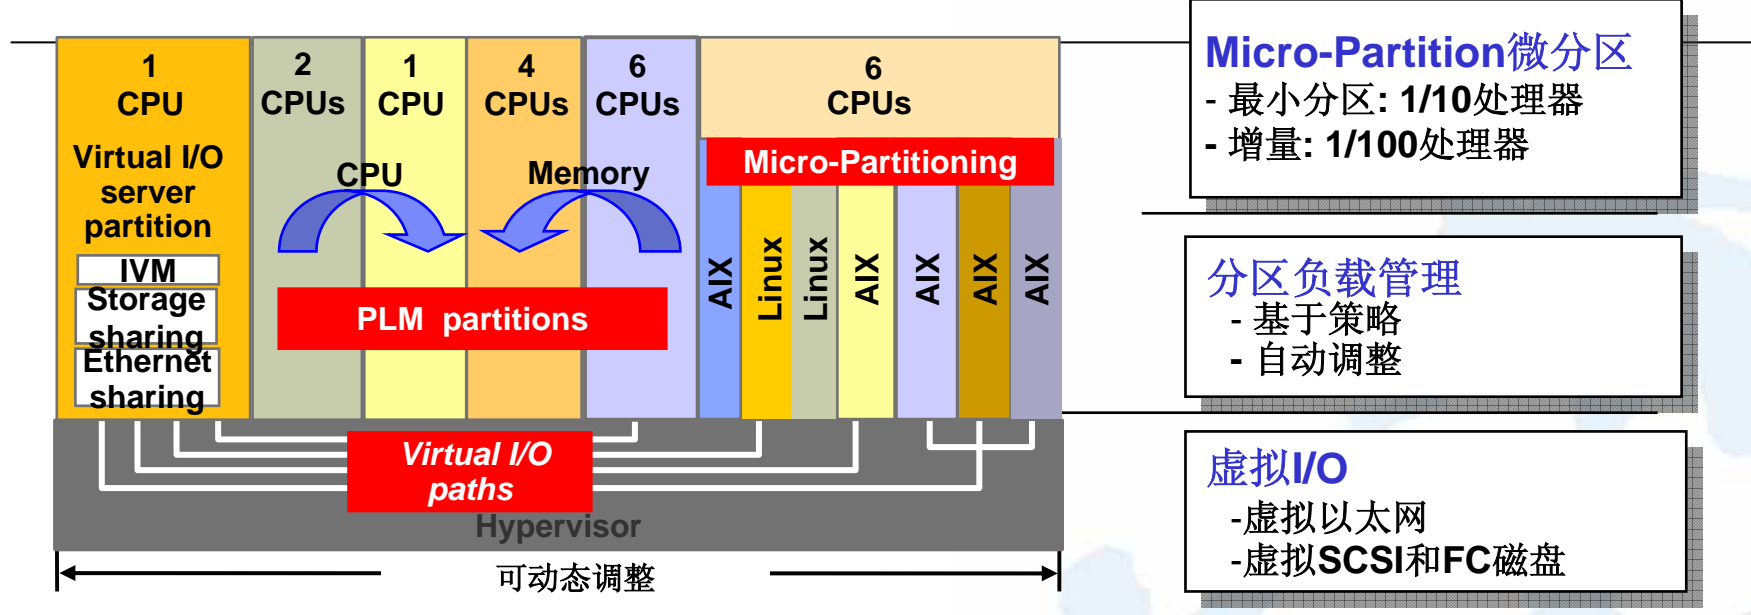 1
CPU
2
CPUs
1
CPU
4
CPUs
6
CPUs
6
CPUs
Virtual I/O
server
partition
IVM
Storage
sharing
Ethernet
sharing
CPU
Memory
PLM partitions
Micro-Partitioning
AIX
Linux
Linux
AIX
AIX
AIX
AIX
Virtual I/O
paths
Hypervisor
可动态调整
Micro-Partition微分区
- 最小分区: 1/10处理器
- 增量: 1/100处理器
分区负载管理
- 基于策略
- 自动调整
虚拟I/O
-虚拟以太网
-虚拟SCSI和FC磁盘